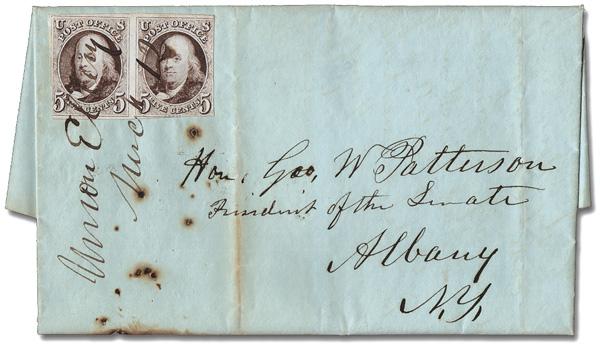 U S U S
POST OFFICE POST OFFICE
5 FIVE CENTS 5 5 FIVE CENTS 5
Union
Hon, Geo, W Patterson
President of the Senate
Albany
N.Y.